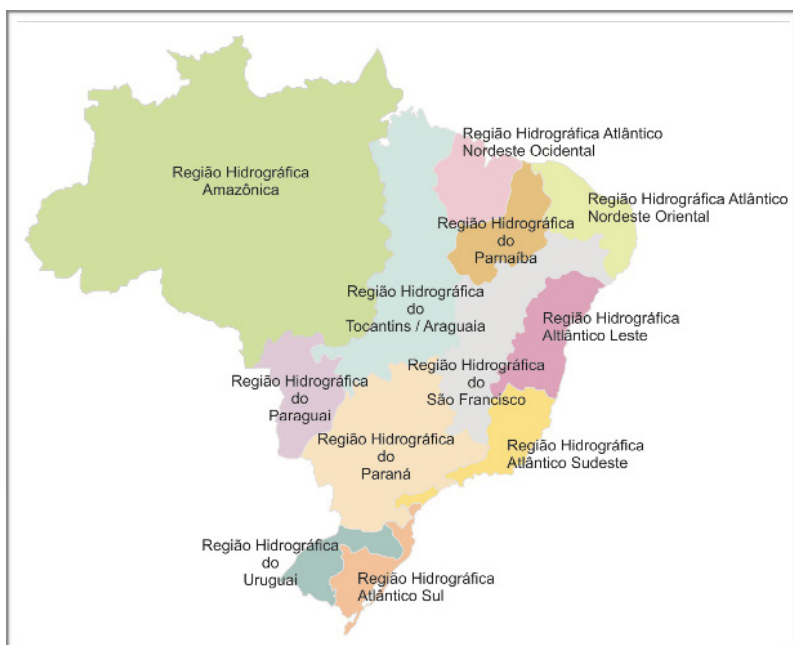 Região Hidrográfica Atlântico
Nordeste Ocidental
Região Hidrográfica
Amazônica
Região Hidrográfica Atlântico
Nordeste Oriental
Região Hidrográfica
do
Parnaíba
Região Hidrográfica
do
Tocantins / Araguaia
Região Hidrográfica
Altlântico Leste
Região Hidrográfica
do
São Francisco
Região Hidrográfica
do
Paraguai
Região Hidrográfica
do
Paraná
Região Hidrográfica
Atlântico Sudeste
Região Hidrográfica
do
Uruguai
Região Hidrográfica
Atlântico Sul